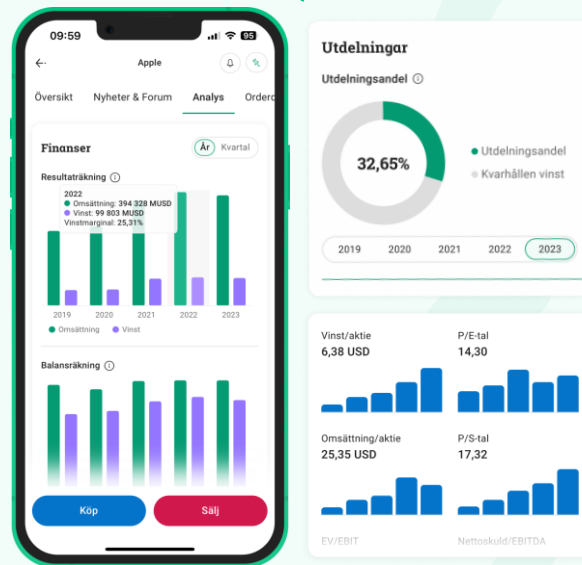 09:59
95
Apple
Översikt Nyheter & Forum Analys Orderd
Finanser
År Kvartal
Resultaträkning
2022
Omsättning: 394 328 MUSD
Vinst: 99 803 MUSD
Vinstmarginal: 25,31%
2019 2020 2021 2022 2023
Omsättning Vinst
Balansräkning
Köp Sälj
Utdelningar
Utdelningsandel
32,65%
Utdelningsandel
Kvarhållen vinst
2019 2020 2021 2022 2023
Vinst/aktie P/E-tal
6,38 USD 14,30
Omsättning/aktie P/S-tal
25,35 USD 17,32
EV/EBIT Nettoskuld/EBITDA